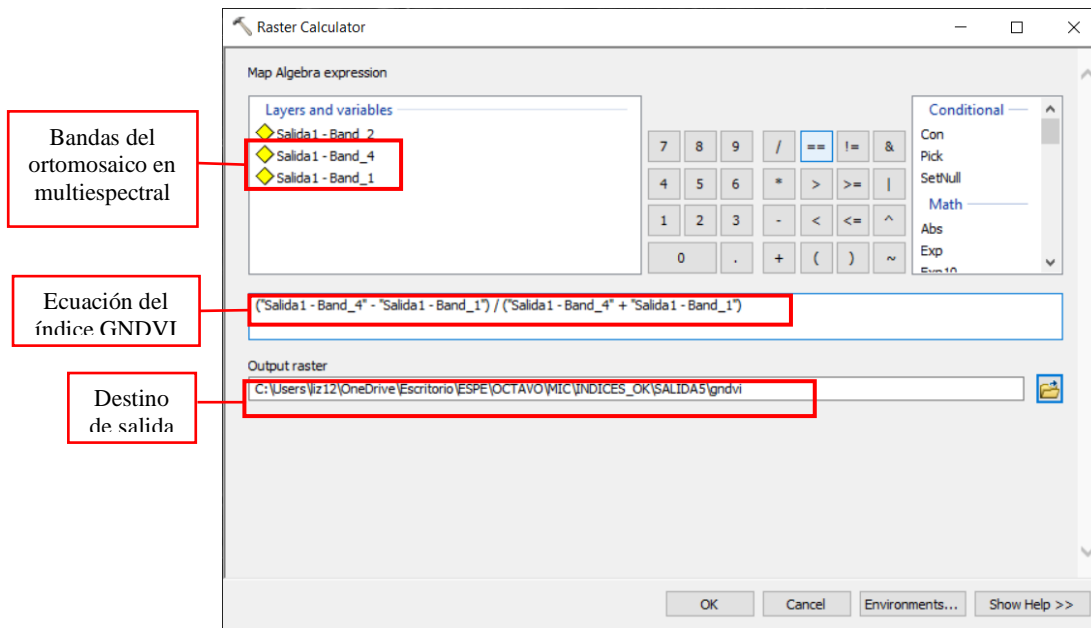 Raster Calculator
Map Algebra expression
Layers and variables
Salida1 - Band_2
Salida1 - Band_4
Salida1 - Band_1
7 8 9 / == != &
4 5 6 * > >= |
1 2 3 - < <= ^
0 . + ( ) ~
Conditional
Con
Pick
SetNull
Math
Abs
Exp
Exp10
("Salida1 - Band_4" - "Salida1 - Band_1") / ("Salida1 - Band_4" + "Salida1 - Band_1")
Output raster
C:\Users\liz12\OneDrive\Escritorio\ESPE\OCTAVO\MIC\INDICES_OK\SALIDA5\gndvi
OK Cancel Environments... Show Help >>
Bandas del
ortomosaico en
multiespectral
Ecuación del
índice GNDVI
Destino
de salida